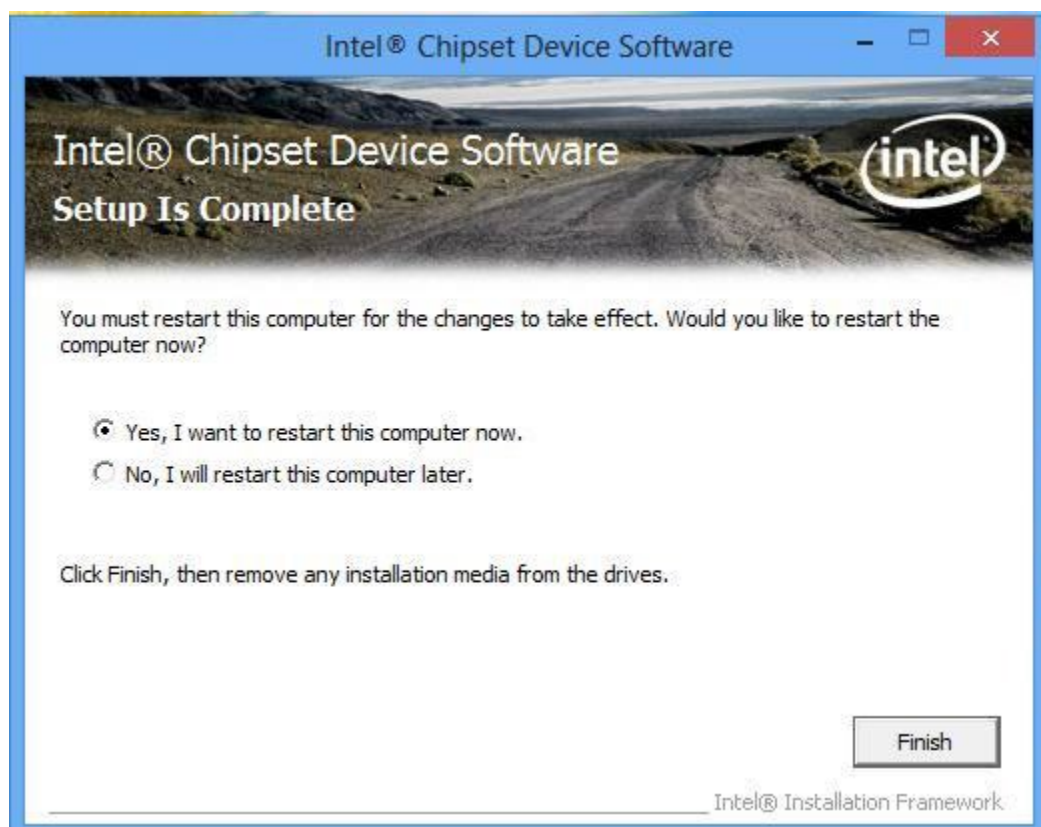 Intel® Chipset Device Software
Intel® Chipset Device Software
intel
Setup Is Complete
You must restart this computer for the changes to take effect. Would you like to restart the
computer now?
Yes, I want to restart this computer now.
No, I will restart this computer later.
Click Finish, then remove any installation media from the drives.
Finish
Intel® Installation Framework